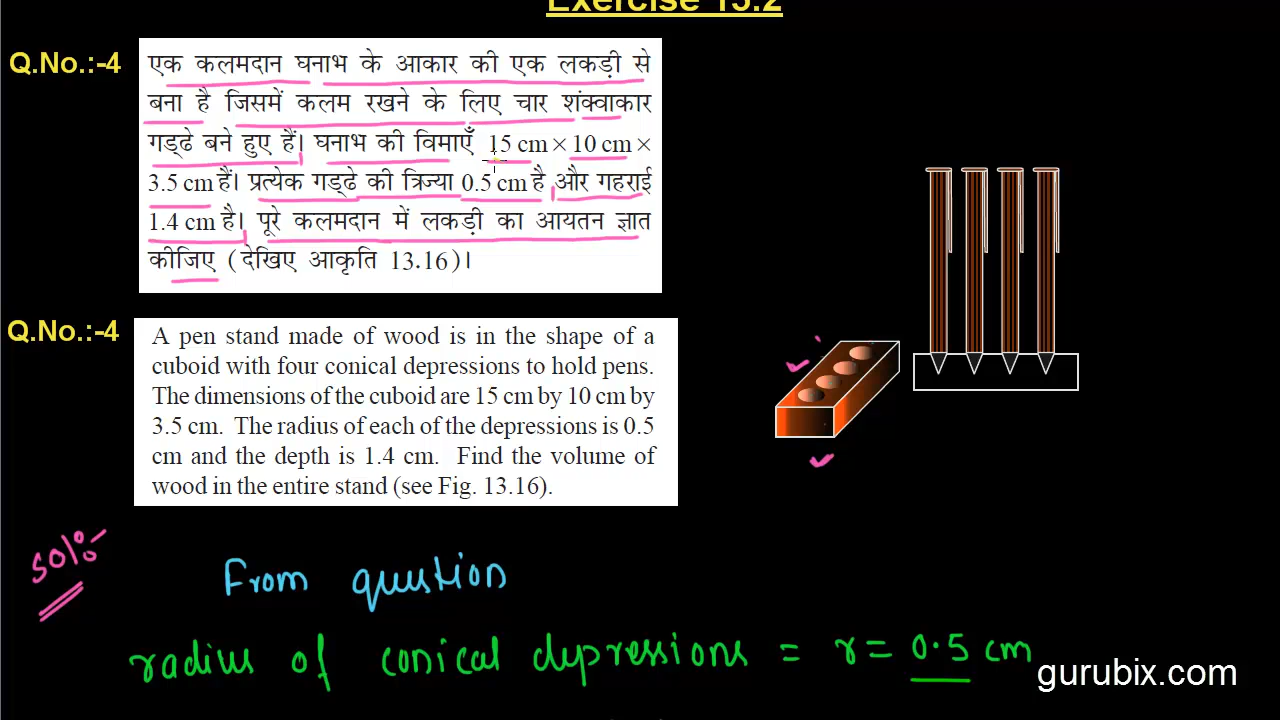 Exercise 13.2
Q.No.:-4
एक कलमदान घनाभ के आकार की एक लकड़ी से
बना है जिसमें कलम रखने के लिए चार शंक्वाकार
गड्ढे बने हुए हैं। घनाभ की विमाएँ 15 cm × 10 cm ×
3.5 cm हैं। प्रत्येक गड्ढे की त्रिज्या 0.5 cm है और गहराई
1.4 cm है। पूरे कलमदान में लकड़ी का आयतन ज्ञात
कीजिए (देखिए आकृति 13.16)।
Q.No.:-4
A pen stand made of wood is in the shape of a
cuboid with four conical depressions to hold pens.
The dimensions of the cuboid are 15 cm by 10 cm by
3.5 cm. The radius of each of the depressions is 0.5
cm and the depth is 1.4 cm. Find the volume of
wood in the entire stand (see Fig. 13.16).
Sol:-
From question
radius of conical depressions = r = 0.5 cm
gurubix.com